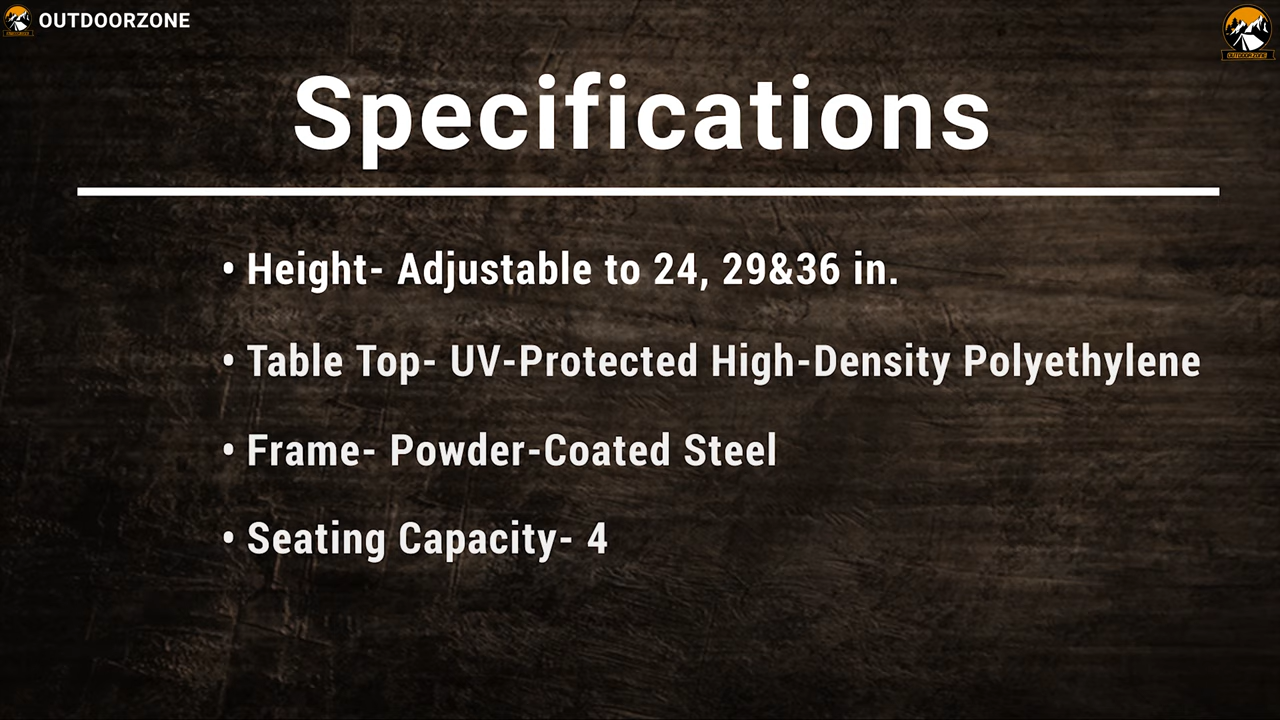 OUTDOORZONE
OUTDOORZONE
Specifications
• Height- Adjustable to 24, 29&36 in.
• Table Top- UV-Protected High-Density Polyethylene
• Frame- Powder-Coated Steel
• Seating Capacity- 4